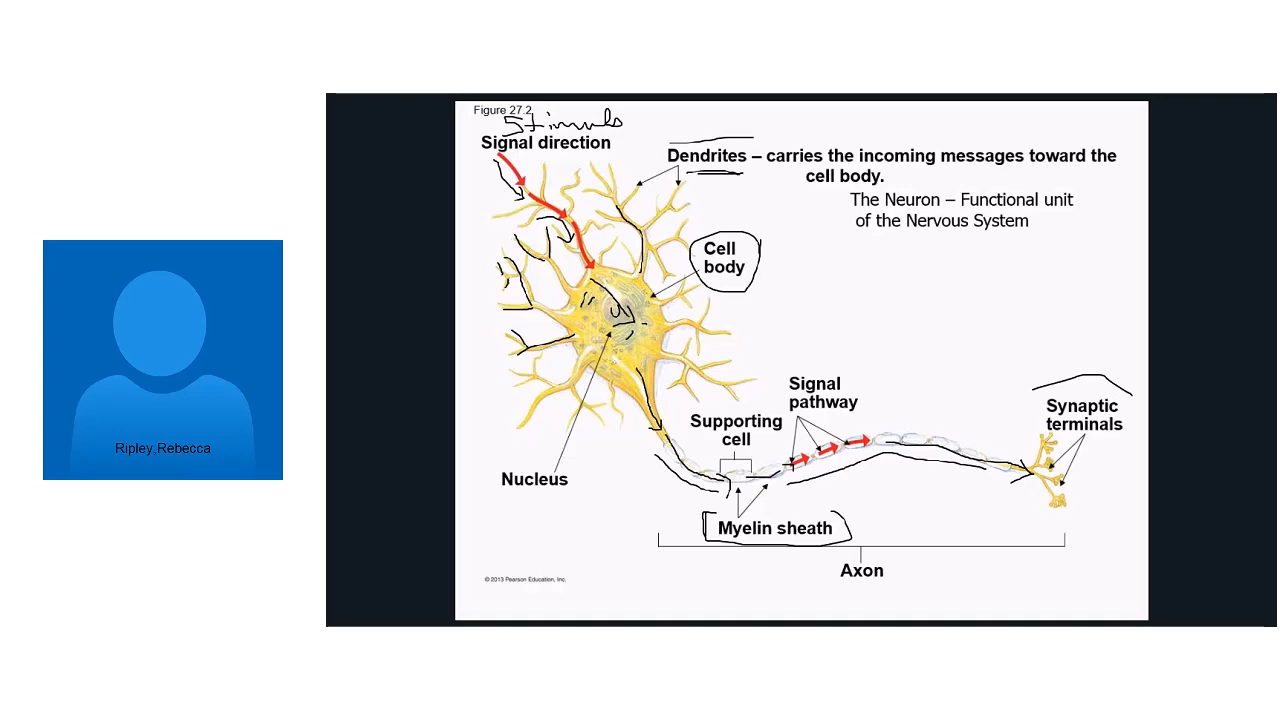 Figure 27.2
Stimuls
Signal direction
Dendrites – carries the incoming messages toward the
cell body.
The Neuron – Functional unit
of the Nervous System
Cell
body
Ripley,Rebecca
Signal
pathway
Supporting
cell
Synaptic
terminals
Nucleus
Myelin sheath
Axon
© 2013 Pearson Education, Inc.